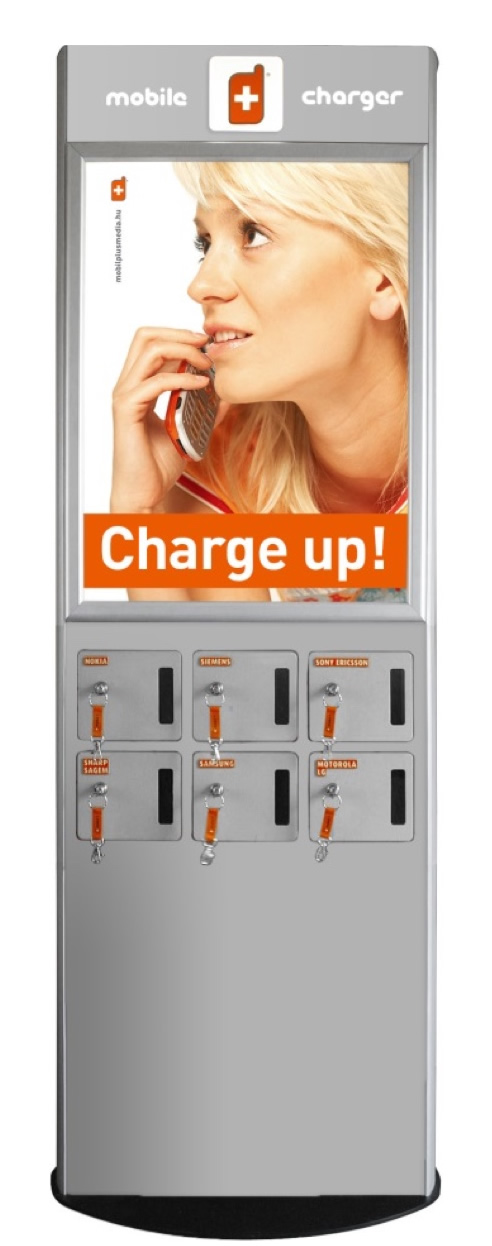 mobile charger
mobilplusmedia.hu
Charge up!
NOKIA
SIEMENS
SONY ERICSSON
SHARP
SAGEM
SAMSUNG
MOTOROLA
LG